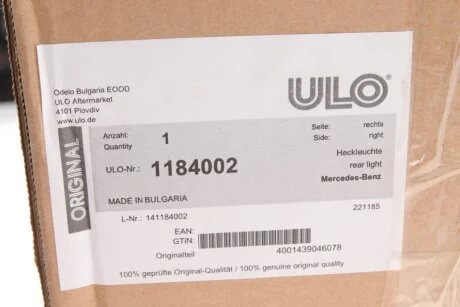 Odelo Bulgaria EOOD
ULO Aftermarket
4101 Plovdiv
www.ulo.de
ULO®
ORIGINAL
Anzahl: 1
Quantity
Seite: rechts
Side: right
ULO-Nr.: 1184002
Heckleuchte
rear light
Mercedes-Benz
MADE IN BULGARIA
L-Nr.: 141184002
221185
EAN:
GTIN:
Originalteil 4001439046078
100% geprüfte Original-Qualität / 100% genuine original quality